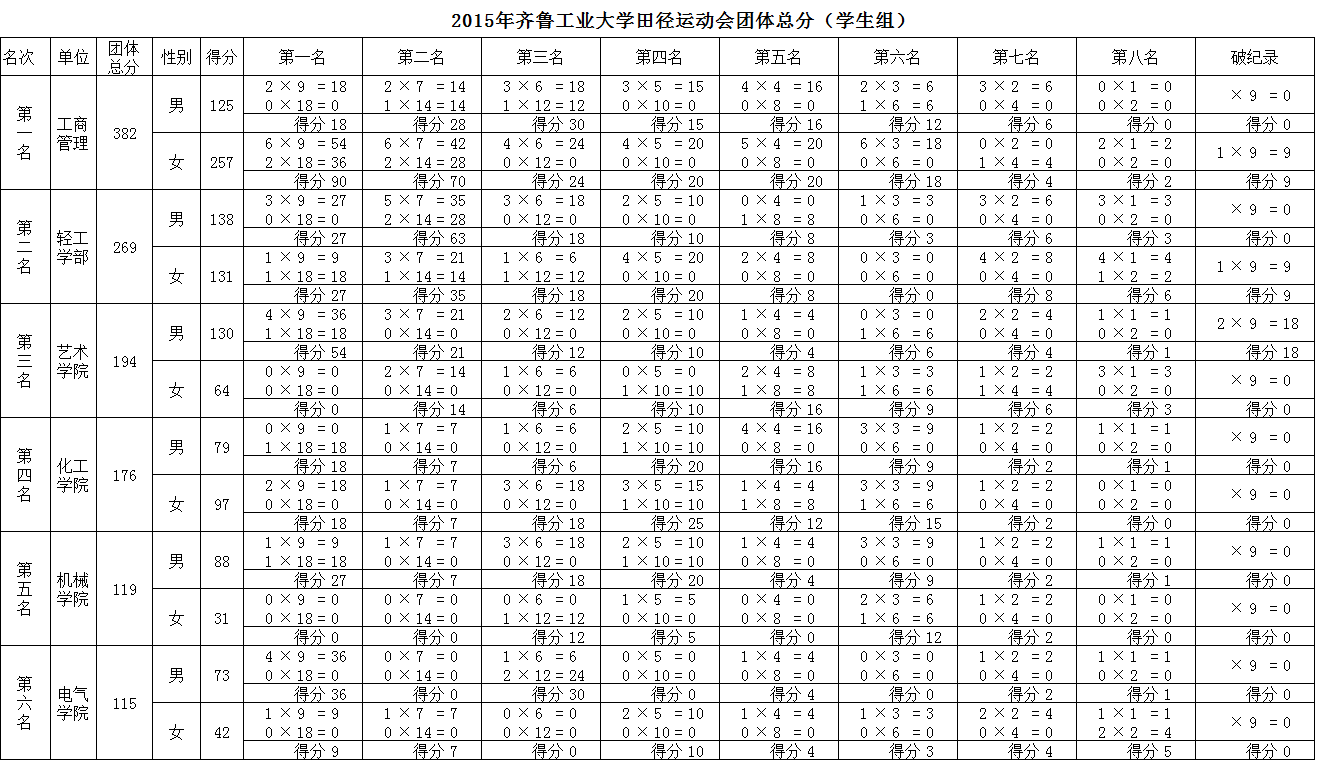 2015年齐鲁工业大学田径运动会团体总分（学生组）
名次 单位 团体总分 性别 得分 第一名 第二名 第三名 第四名 第五名 第六名 第七名 第八名 破纪录
第一名 工商管理 382
男 125
2×9 =18 2×7 =14 3×6 =18 3×5 =15 4×4 =16 2×3 =6 3×2 =6 0×1 =0 ×9 =0
0×18=0 1×14=14 1×12=12 0×10=0 0×8 =0 1×6 =6 0×4 =0 0×2 =0
得分18 得分28 得分30 得分15 得分16 得分12 得分6 得分0 得分0
女 257
6×9 =54 6×7 =42 4×6 =24 4×5 =20 5×4 =20 6×3 =18 0×2 =0 2×1 =2 1×9 =9
2×18=36 2×14=28 0×12=0 0×10=0 0×8 =0 0×6 =0 1×4 =4 0×2 =0
得分90 得分70 得分24 得分20 得分20 得分18 得分4 得分2 得分9
第二名 轻工学部 269
男 138
3×9 =27 5×7 =35 3×6 =18 2×5 =10 0×4 =0 1×3 =3 3×2 =6 3×1 =3 ×9 =0
0×18=0 2×14=28 0×12=0 0×10=0 1×8 =8 0×6 =0 0×4 =0 0×2 =0
得分27 得分63 得分18 得分10 得分8 得分3 得分6 得分3 得分0
女 131
1×9 =9 3×7 =21 1×6 =6 4×5 =20 2×4 =8 0×3 =0 4×2 =8 4×1 =4 1×9 =9
1×18=18 1×14=14 1×12=12 0×10=0 0×8 =0 0×6 =0 0×4 =0 1×2 =2
得分27 得分35 得分18 得分20 得分8 得分0 得分8 得分6 得分9
第三名 艺术学院 194
男 130
4×9 =36 3×7 =21 2×6 =12 2×5 =10 1×4 =4 0×3 =0 2×2 =4 1×1 =1 2×9 =18
1×18=18 0×14=0 0×12=0 0×10=0 0×8 =0 1×6 =6 0×4 =0 0×2 =0
得分54 得分21 得分12 得分10 得分4 得分6 得分4 得分1 得分18
女 64
0×9 =0 2×7 =14 1×6 =6 0×5 =0 2×4 =8 1×3 =3 1×2 =2 3×1 =3 ×9 =0
0×18=0 0×14=0 0×12=0 1×10=10 1×8 =8 1×6 =6 1×4 =4 0×2 =0
得分0 得分14 得分6 得分10 得分16 得分9 得分6 得分3 得分0
第四名 化工学院 176
男 79
0×9 =0 1×7 =7 1×6 =6 2×5 =10 4×4 =16 3×3 =9 1×2 =2 1×1 =1 ×9 =0
1×18=18 0×14=0 0×12=0 1×10=10 0×8 =0 0×6 =0 0×4 =0 0×2 =0
得分18 得分7 得分6 得分20 得分16 得分9 得分2 得分1 得分0
女 97
2×9 =18 1×7 =7 3×6 =18 3×5 =15 1×4 =4 3×3 =9 1×2 =2 0×1 =0 ×9 =0
0×18=0 0×14=0 0×12=0 1×10=10 1×8 =8 1×6 =6 0×4 =0 0×2 =0
得分18 得分7 得分18 得分25 得分12 得分15 得分2 得分0 得分0
第五名 机械学院 119
男 88
1×9 =9 1×7 =7 3×6 =18 2×5 =10 1×4 =4 3×3 =9 1×2 =2 1×1 =1 ×9 =0
1×18=18 0×14=0 0×12=0 1×10=10 0×8 =0 0×6 =0 0×4 =0 0×2 =0
得分27 得分7 得分18 得分20 得分4 得分9 得分2 得分1 得分0
女 31
0×9 =0 0×7 =0 0×6 =0 1×5 =5 0×4 =0 2×3 =6 1×2 =2 0×1 =0 ×9 =0
0×18=0 0×14=0 1×12=12 0×10=0 0×8 =0 1×6 =6 0×4 =0 0×2 =0
得分0 得分0 得分12 得分5 得分0 得分12 得分2 得分0 得分0
第六名 电气学院 115
男 73
4×9 =36 0×7 =0 1×6 =6 0×5 =0 1×4 =4 0×3 =0 1×2 =2 1×1 =1 ×9 =0
0×18=0 0×14=0 2×12=24 0×10=0 0×8 =0 0×6 =0 0×4 =0 0×2 =0
得分36 得分0 得分30 得分0 得分4 得分0 得分2 得分1 得分0
女 42
1×9 =9 1×7 =7 0×6 =0 2×5 =10 1×4 =4 1×3 =3 2×2 =4 1×1 =1 ×9 =0
0×18=0 0×14=0 0×12=0 0×10=0 0×8 =0 0×6 =0 0×4 =0 2×2 =4
得分9 得分7 得分0 得分10 得分4 得分3 得分4 得分5 得分0